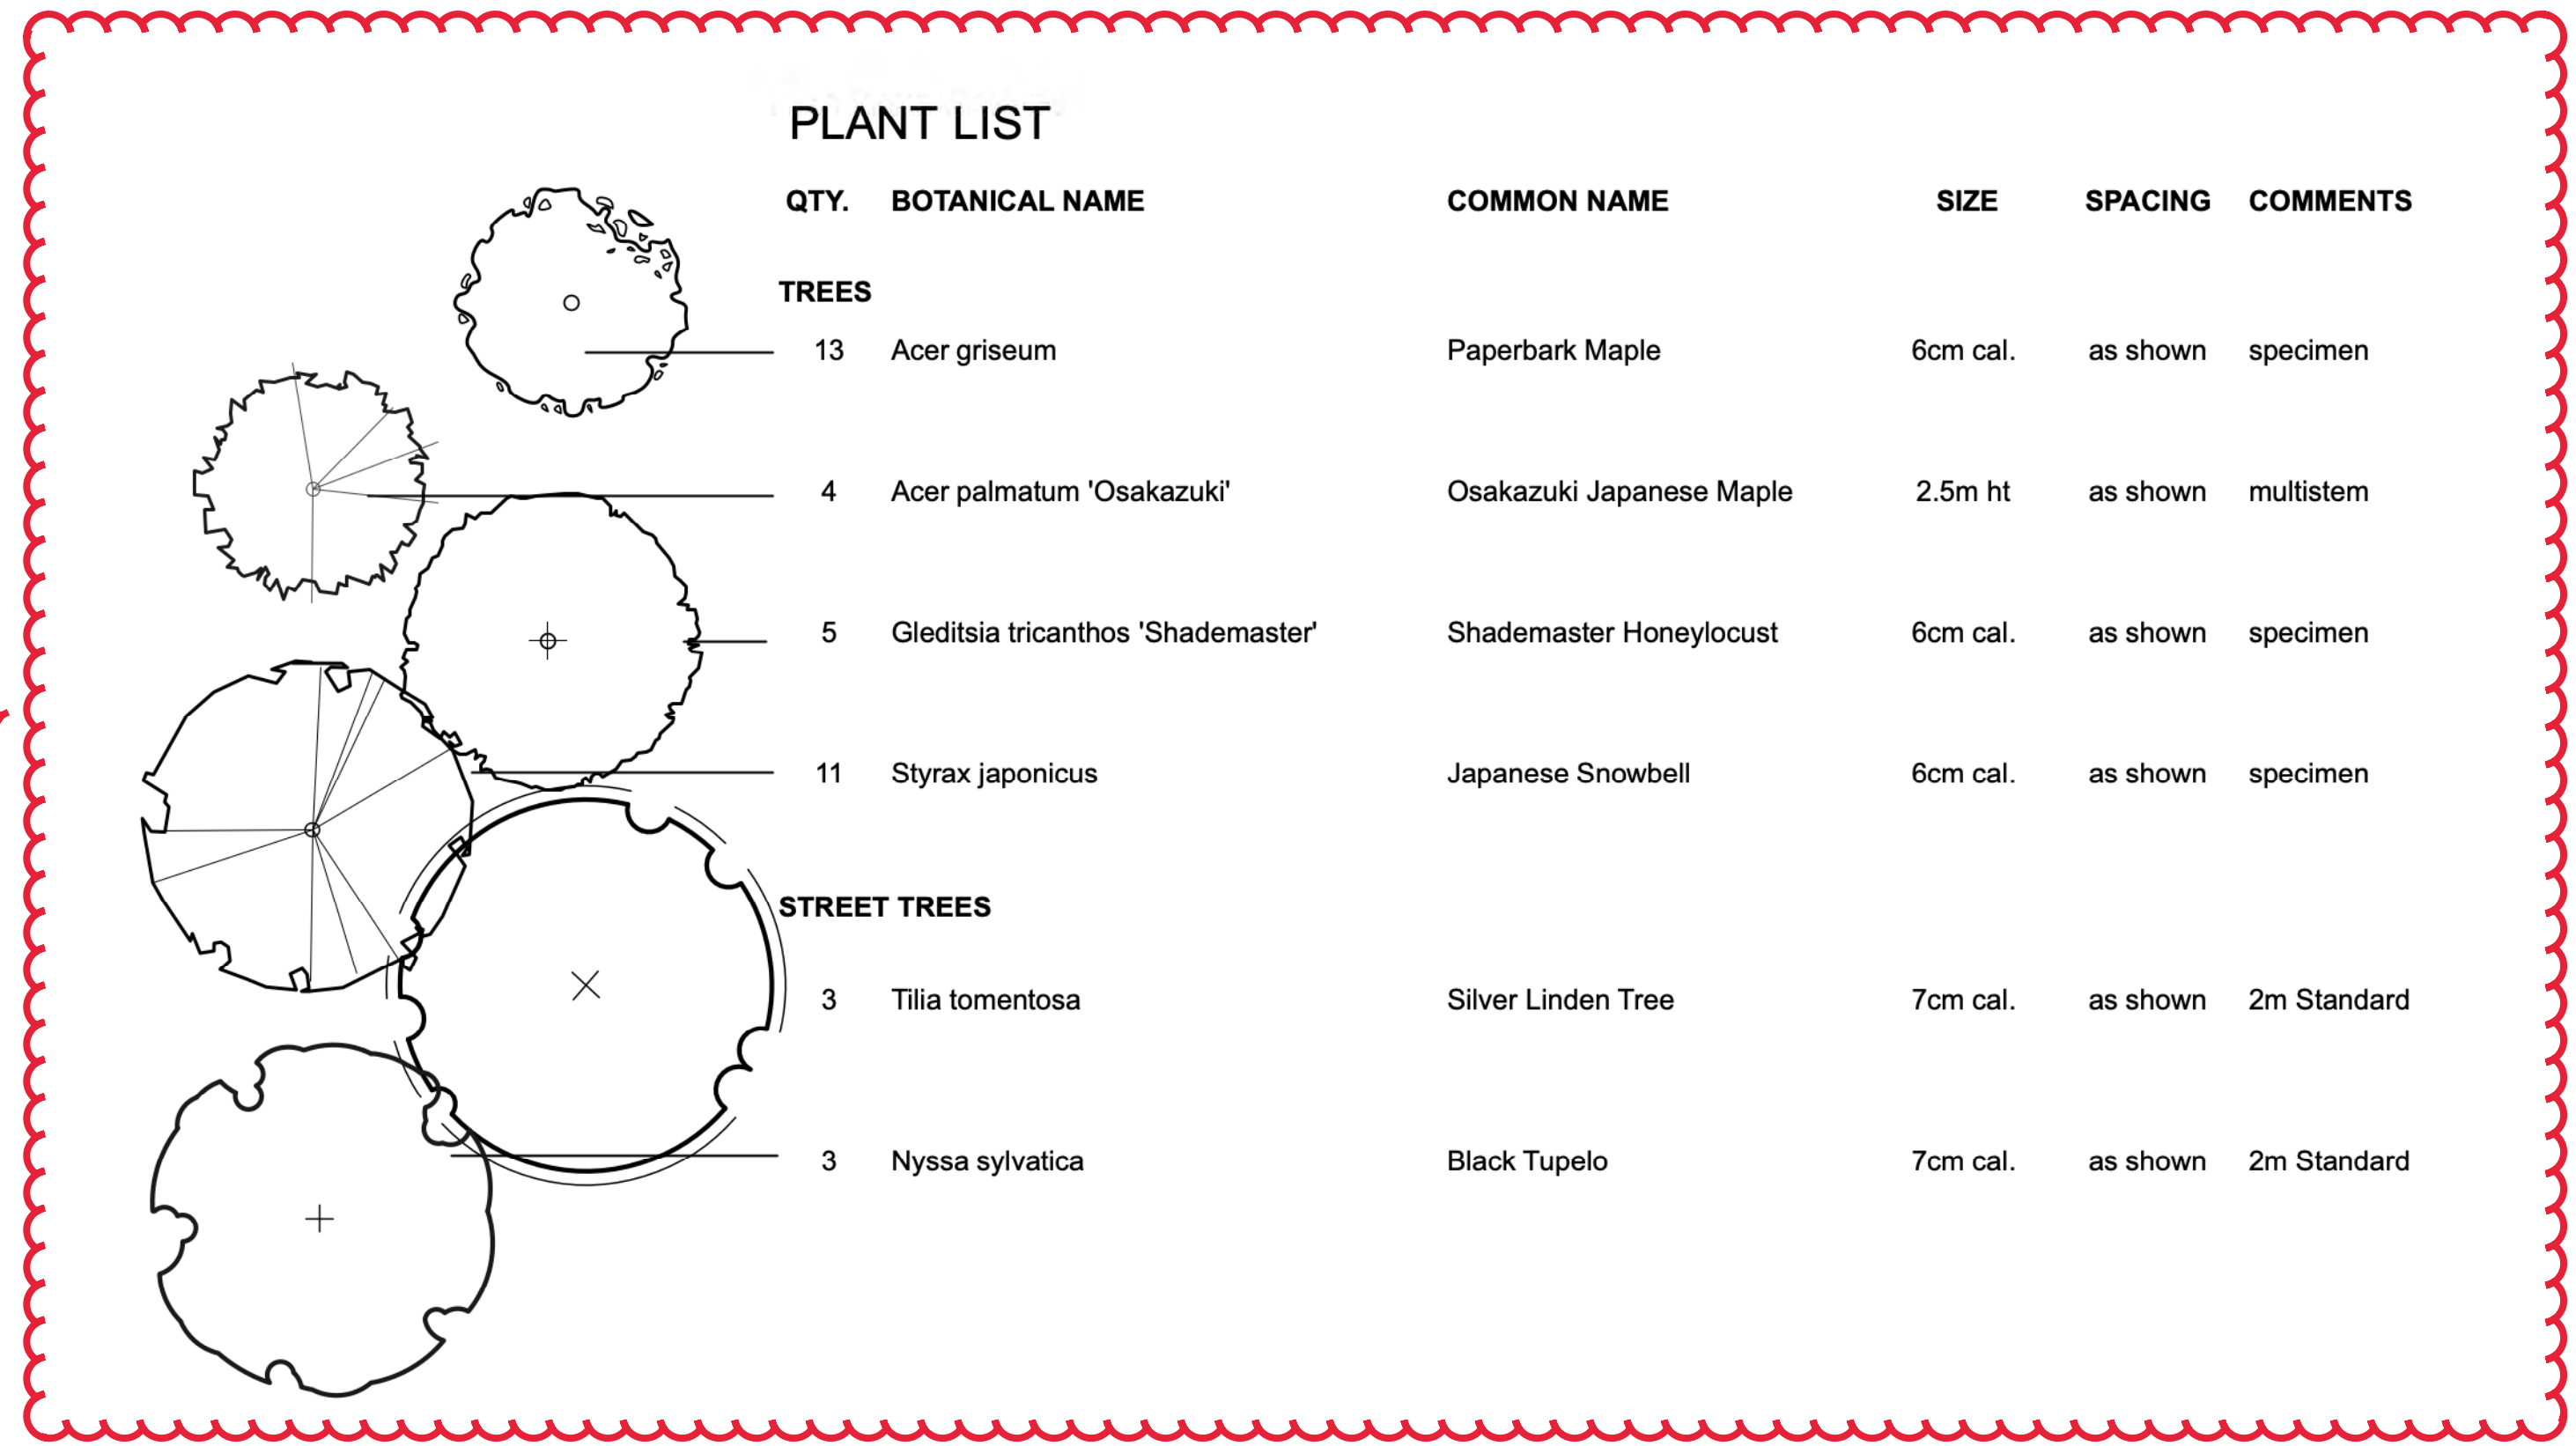 PLANT LIST
QTY. BOTANICAL NAME COMMON NAME SIZE SPACING COMMENTS
TREES
13 Acer griseum Paperbark Maple 6cm cal. as shown specimen
4 Acer palmatum 'Osakazuki' Osakazuki Japanese Maple 2.5m ht as shown multistem
5 Gleditsia tricanthos 'Shademaster' Shademaster Honeylocust 6cm cal. as shown specimen
11 Styrax japonicus Japanese Snowbell 6cm cal. as shown specimen
STREET TREES
3 Tilia tomentosa Silver Linden Tree 7cm cal. as shown 2m Standard
3 Nyssa sylvatica Black Tupelo 7cm cal. as shown 2m Standard